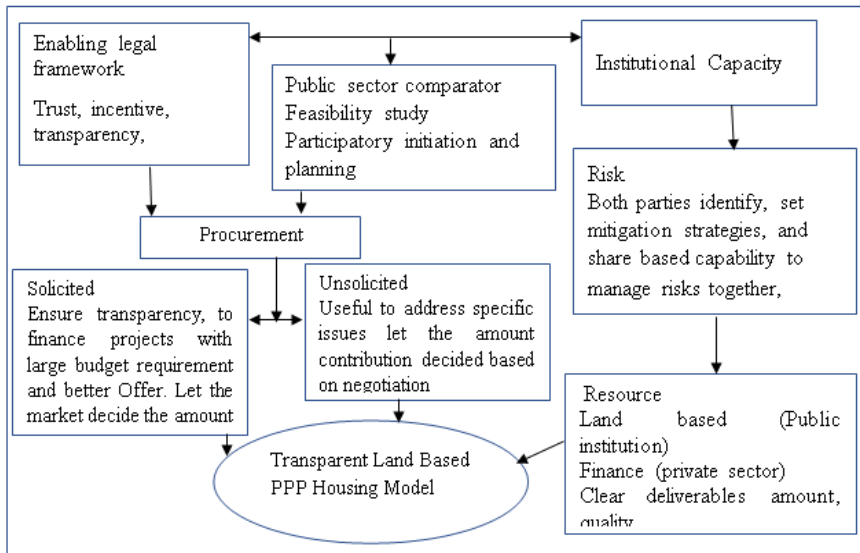 Enabling legal
framework
Trust, incentive,
transparency,
Public sector comparator
Feasibility study
Participatory initiation and
planning
Institutional Capacity
Procurement
Risk
Both parties identify, set
mitigation strategies, and
share based capability to
manage risks together,
Solicited
Ensure transparency, to
finance projects with
large budget requirement
and better Offer. Let the
market decide the amount
Unsolicited
Useful to address specific
issues let the amount
contribution decided based
on negotiation
Resource
Land based (Public
institution)
Finance (private sector)
Clear deliverables amount,
quality
Transparent Land Based
PPP Housing Model